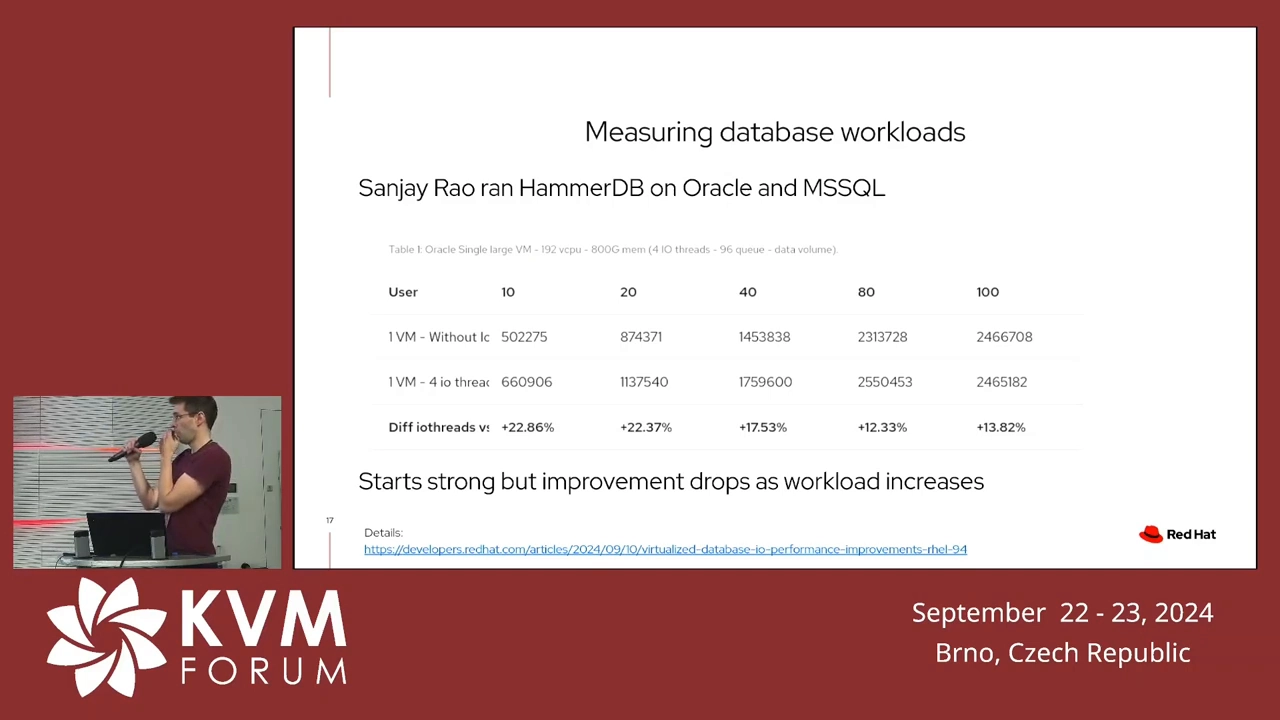 Measuring database workloads
Sanjay Rao ran HammerDB on Oracle and MSSQL
Table 1: Oracle Single large VM - 192 vcpu - 800G mem (4 IO threads - 96 queue - data volume).
User 10 20 40 80 100
1 VM - Without Ic 502275 874371 1453838 2313728 2466708
1 VM - 4 io threac 660906 1137540 1759600 2550453 2465182
Diff iothreads vs +22.86% +22.37% +17.53% +12.33% +13.82%
Starts strong but improvement drops as workload increases
17
Details:
https://developers.redhat.com/articles/2024/09/10/virtualized-database-io-performance-improvements-rhel-94
Red Hat
KVM
FORUM
September 22 - 23, 2024
Brno, Czech Republic